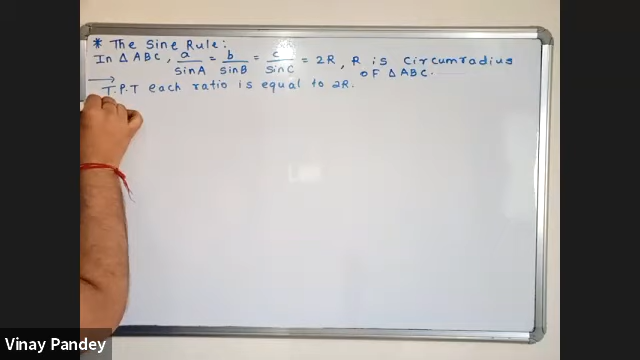 * The Sine Rule:
In △ ABC, a/sinA = b/sinB = c/sinC = 2R, R is Circumradius
of △ ABC.
T.P.T each ratio is equal to 2R.
Vinay Pandey